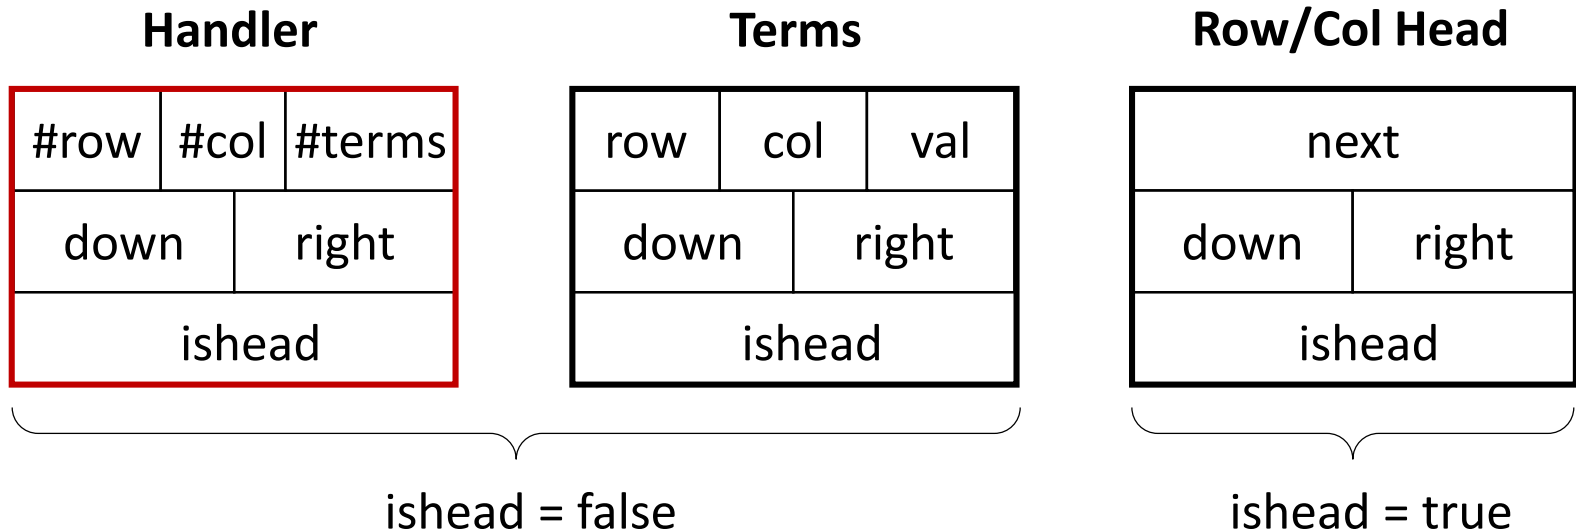 Handler
Terms
Row/Col Head
#row #col #terms
row col val
next
down right
down right
down right
ishead
ishead
ishead
ishead = false
ishead = true